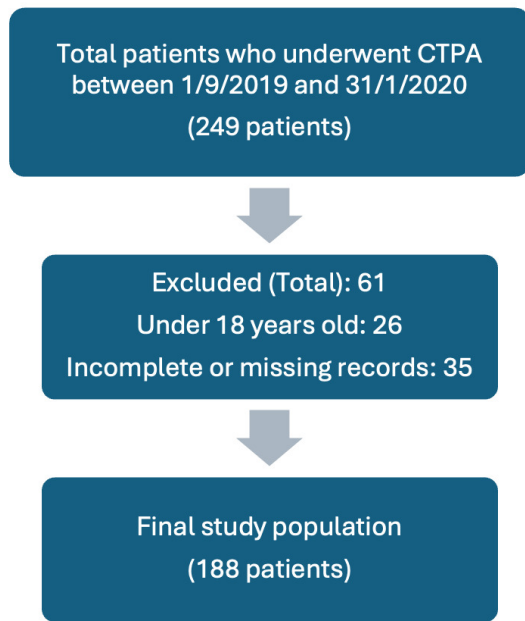 Total patients who underwent CTPA
between 1/9/2019 and 31/1/2020
(249 patients)
Excluded (Total): 61
Under 18 years old: 26
Incomplete or missing records: 35
Final study population
(188 patients)